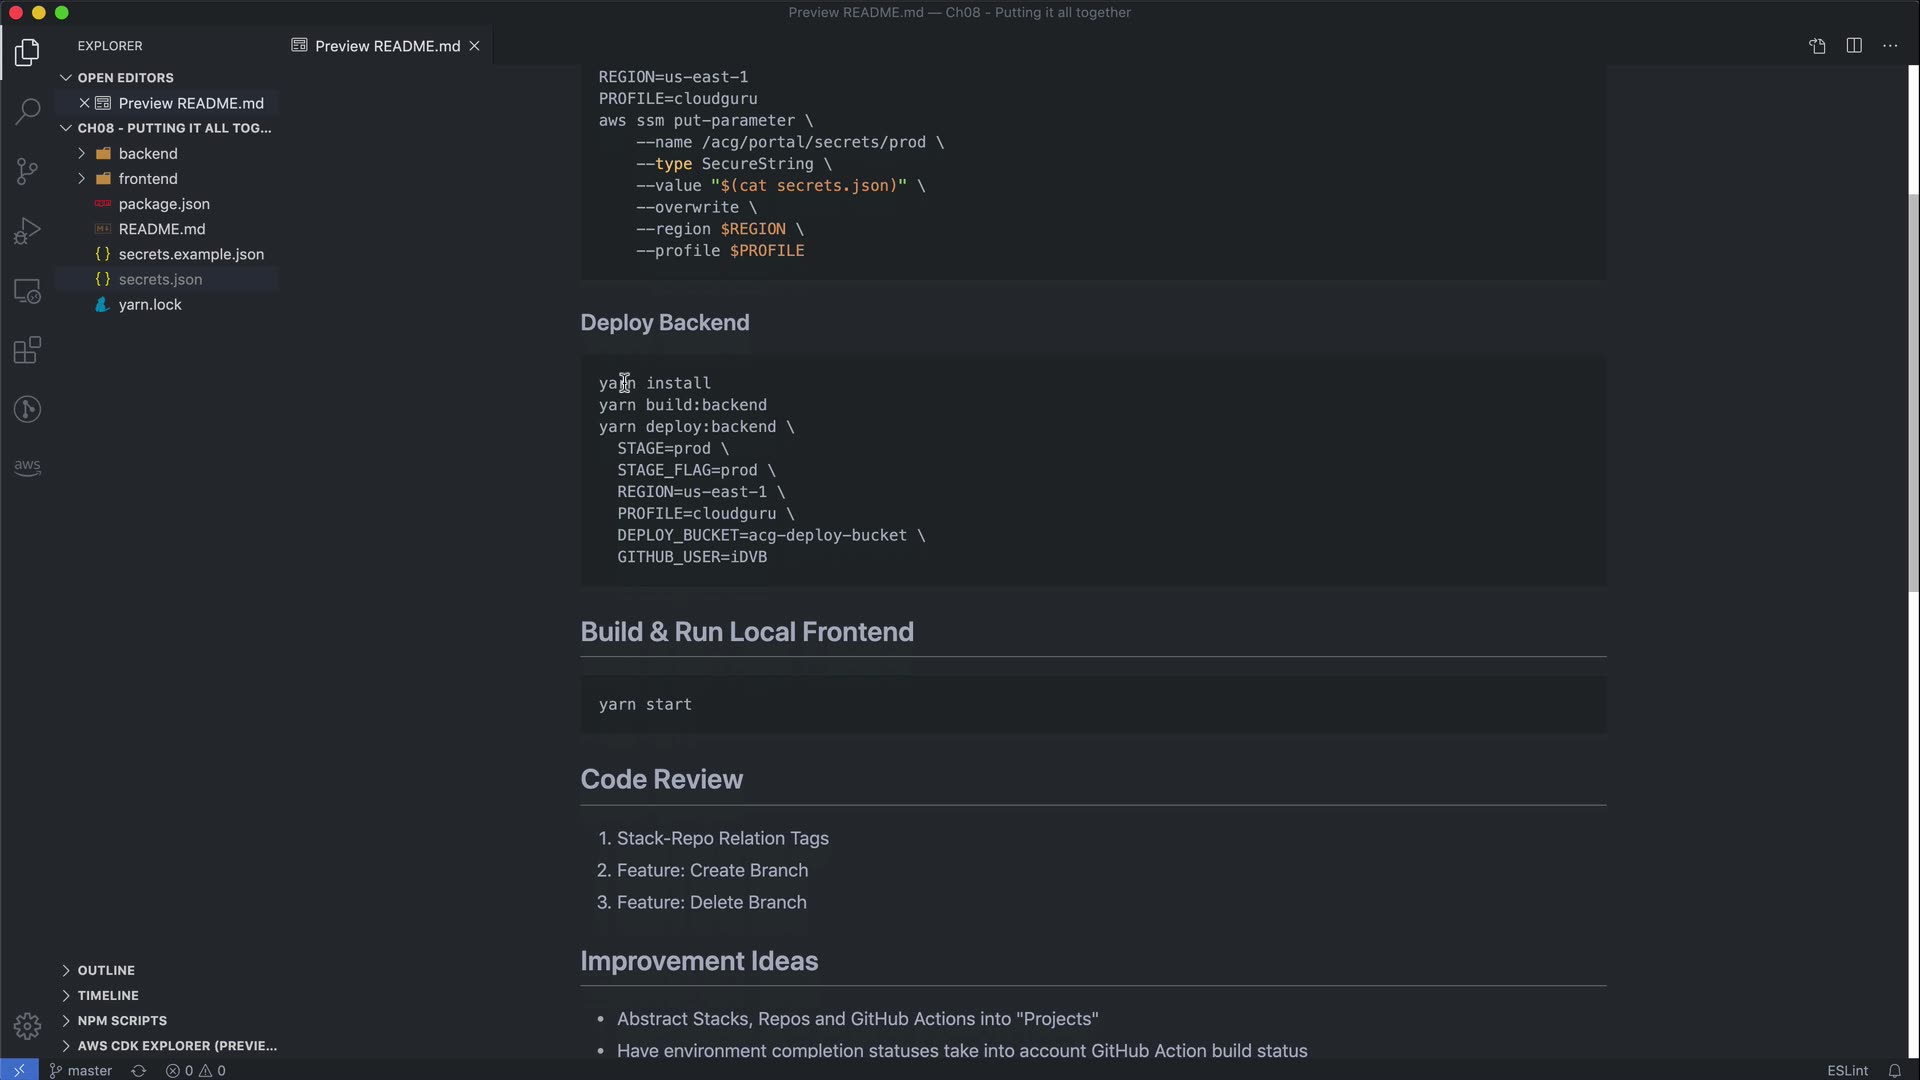 Preview README.md — Ch08 - Putting it all together
EXPLORER
Preview README.md
OPEN EDITORS
Preview README.md
CH08 - PUTTING IT ALL TOG...
backend
frontend
package.json
README.md
secrets.example.json
secrets.json
yarn.lock
aws
REGION=us-east-1
PROFILE=cloudguru
aws ssm put-parameter \
--name /acg/portal/secrets/prod \
--type SecureString \
--value "$(cat secrets.json)" \
--overwrite \
--region $REGION \
--profile $PROFILE
Deploy Backend
yarn install
yarn build:backend
yarn deploy:backend \
STAGE=prod \
STAGE_FLAG=prod \
REGION=us-east-1 \
PROFILE=cloudguru \
DEPLOY_BUCKET=acg-deploy-bucket \
GITHUB_USER=iDVB
Build & Run Local Frontend
yarn start
Code Review
1. Stack-Repo Relation Tags
2. Feature: Create Branch
3. Feature: Delete Branch
Improvement Ideas
• Abstract Stacks, Repos and GitHub Actions into "Projects"
• Have environment completion statuses take into account GitHub Action build status
OUTLINE
TIMELINE
NPM SCRIPTS
AWS CDK EXPLORER (PREVIE...
master
0
0
ESLint